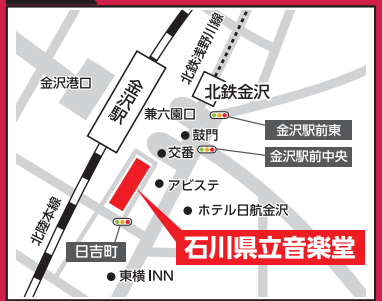 北鉄浅野川線
金沢港口
金沢駅
北鉄金沢
兼六園口
鼓門
金沢駅前東
交番
金沢駅前中央
アピステ
北陸本線
ホテル日航金沢
日吉町
石川県立音楽堂
東横INN